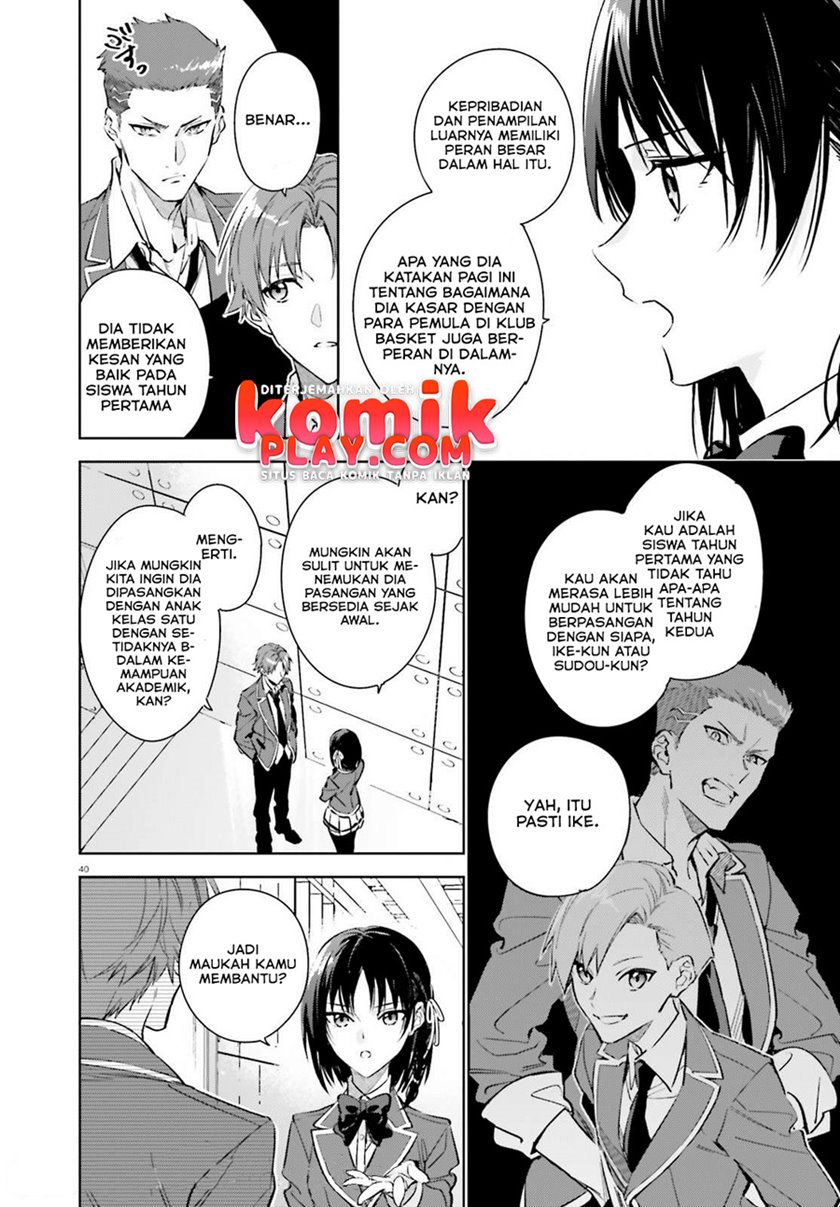 KEPRIBADIAN
DAN PENAMPILAN
LUARNYA MEMILIKI
PERAN BESAR
DALAM HAL ITU.
APA YANG DIA
KATAKAN PAGI INI
TENTANG BAGAIMANA
DIA KASAR DENGAN
PARA PEMULA DI KLUB
BASKET JUGA BER-
PERAN DI DALAM-
NYA.
BENAR...
DIA TIDAK
MEMBERIKAN
KESAN YANG
BAIK PADA
SISWA TAHUN
PERTAMA
DITERJEMAHKAN OLEH
komik
PLAY.COM
SITUS BACA KOMIK TANPA IKLAN
JIKA
KAU ADALAH
SISWA TAHUN
PERTAMA YANG
TIDAK TAHU
APA-APA
TENTANG
TAHUN
KEDUA
KAU AKAN
MERASA LEBIH
MUDAH UNTUK
BERPASANGAN
DENGAN SIAPA,
IKE-KUN ATAU
SUDOU-KUN?
YAH, ITU
PASTI IKE.
KAN?
MUNGKIN AKAN
SULIT UNTUK ME-
NEMUKAN DIA
PASANGAN YANG
BERSEDIA SEJAK
AWAL.
MENG-
ERTI.
JIKA MUNGKIN
KITA INGIN DIA
DIPASANGKAN
DENGAN ANAK
KELAS SATU
DENGAN SE-
TIDAKNYA B-
DALAM KE-
MAMPUAN
AKADEMIK,
KAN?
40
JADI
MAUKAH KAMU
MEMBANTU?